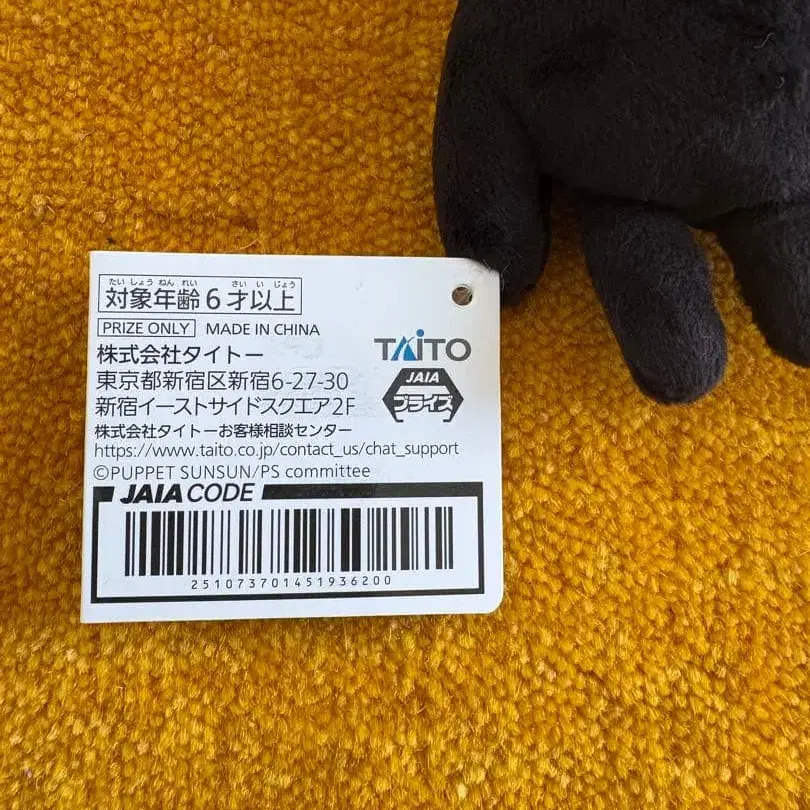 たいしょうねんれい さいいじょう
対象年齢6才以上
PRIZE ONLY MADE IN CHINA
株式会社タイトー
東京都新宿区新宿6-27-30
新宿イーストサイドスクエア2F
株式会社タイトーお客様相談センター
https://www.taito.co.jp/contact_us/chat_support
©PUPPET SUNSUN/PS committee
TAITO
JAIA
プライズ
JAIA CODE
251073701451936200